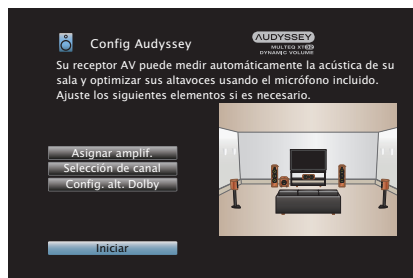 Config Audyssey
AUDYSSEY
MULTEQ XT32
DYNAMIC VOLUME
Su receptor AV puede medir automáticamente la acústica de su
sala y optimizar sus altavoces usando el micrófono incluido.
Ajuste los siguientes elementos si es necesario.
Asignar amplif.
Selección de canal
Config. alt. Dolby
Iniciar